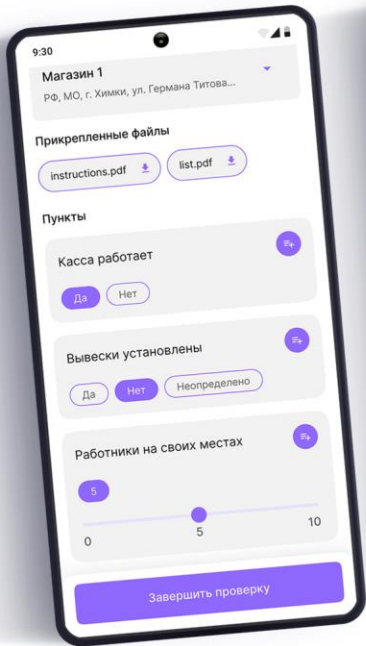 9:30
Магазин 1
РФ, МО, г. Химки, ул. Германа Титова...
Прикрепленные файлы
instructions.pdf
list.pdf
Пункты
Касса работает
Да
Нет
Вывески установлены
Да
Нет
Неопределено
Работники на своих местах
5
0
5
10
Завершить проверку